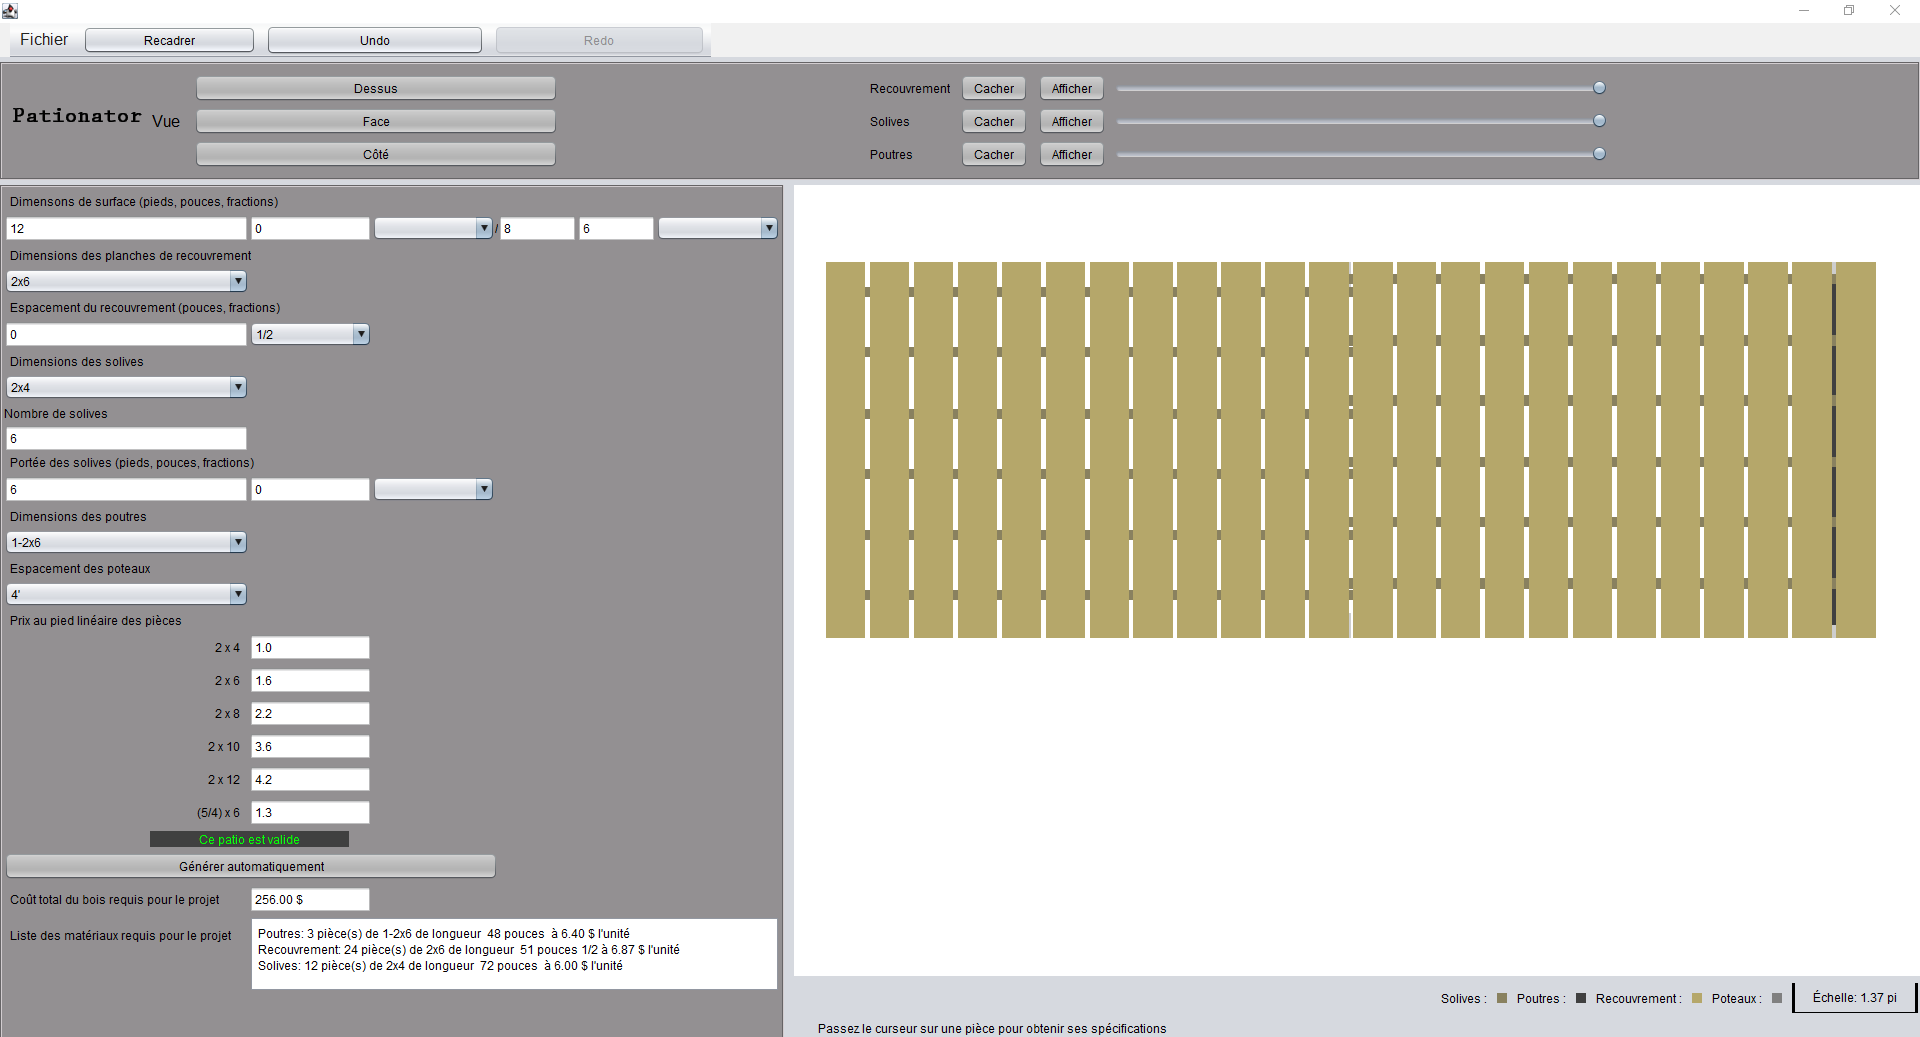 Fichier Recadrer Undo Redo
Pationator Vue
Dessus
Face
Côté
Recouvrement Cacher Afficher
Solives Cacher Afficher
Poutres Cacher Afficher
Dimensons de surface (pieds, pouces, fractions)
12 0 / 8 6
Dimensions des planches de recouvrement
2x6
Espacement du recouvrement (pouces, fractions)
0 1/2
Dimensions des solives
2x4
Nombre de solives
6
Portée des solives (pieds, pouces, fractions)
6 0
Dimensions des poutres
1-2x6
Espacement des poteaux
4'
Prix au pied linéaire des pièces
2 x 4 1.0
2 x 6 1.6
2 x 8 2.2
2 x 10 3.6
2 x 12 4.2
(5/4) x 6 1.3
Ce patio est valide
Générer automatiquement
Coût total du bois requis pour le projet 256.00 $
Liste des matériaux requis pour le projet
Poutres: 3 pièce(s) de 1-2x6 de longueur 48 pouces à 6.40 $ l'unité
Recouvrement: 24 pièce(s) de 2x6 de longueur 51 pouces 1/2 à 6.87 $ l'unité
Solives: 12 pièce(s) de 2x4 de longueur 72 pouces à 6.00 $ l'unité
Solives : Poutres : Recouvrement : Poteaux : Échelle: 1.37 pi
Passez le curseur sur une pièce pour obtenir ses spécifications